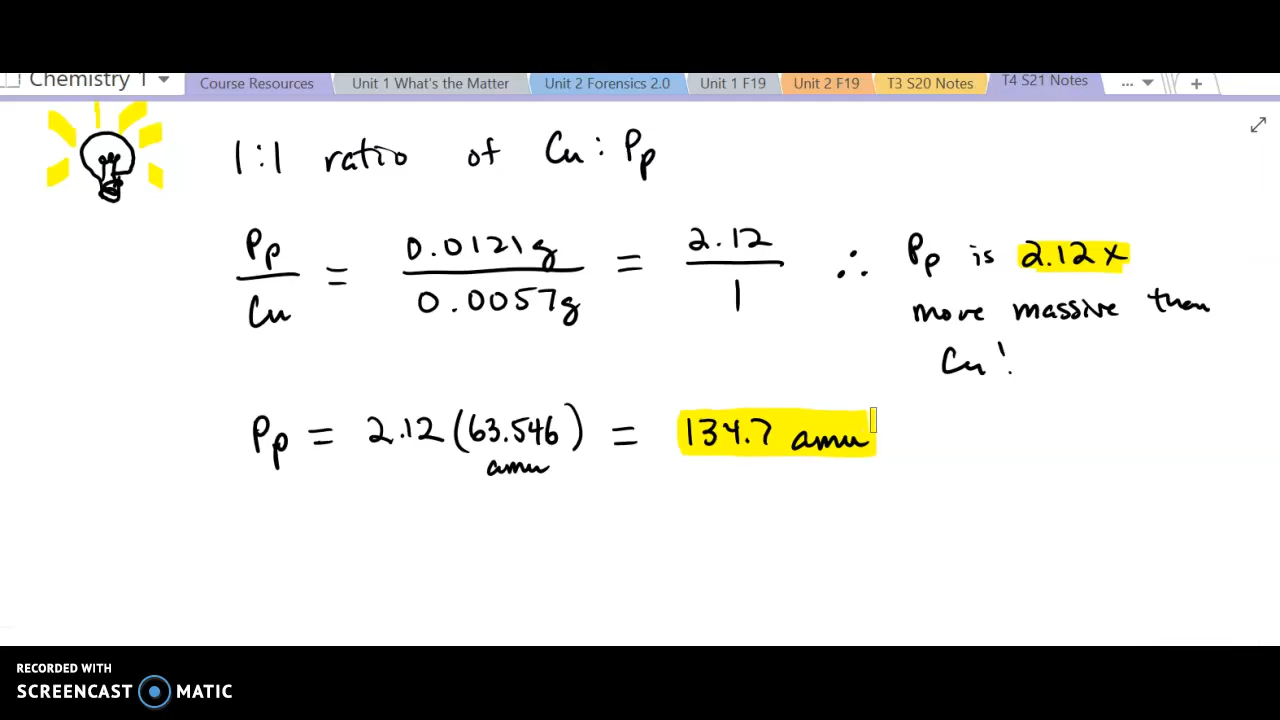 Chemistry 1
Course Resources Unit 1 What's the Matter Unit 2 Forensics 2.0 Unit 1 F19 Unit 2 F19 T3 S20 Notes T4 S21 Notes ... +
1:1 ratio of Cu : Pp
Pp/Cu = 0.0121g/0.0057g = 2.12/1 ∴ Pp is 2.12x
more massive than
Cu!
Pp = 2.12 (63.546 amu) = 134.7 amu
RECORDED WITH
SCREENCAST MATIC